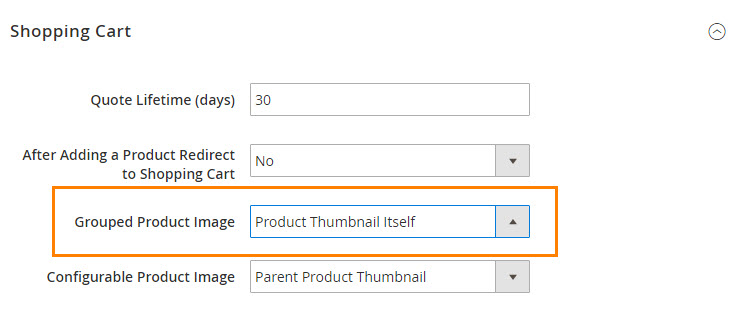 Shopping Cart
Quote Lifetime (days) 30
After Adding a Product Redirect
to Shopping Cart No
Grouped Product Image Product Thumbnail Itself
Configurable Product Image Parent Product Thumbnail